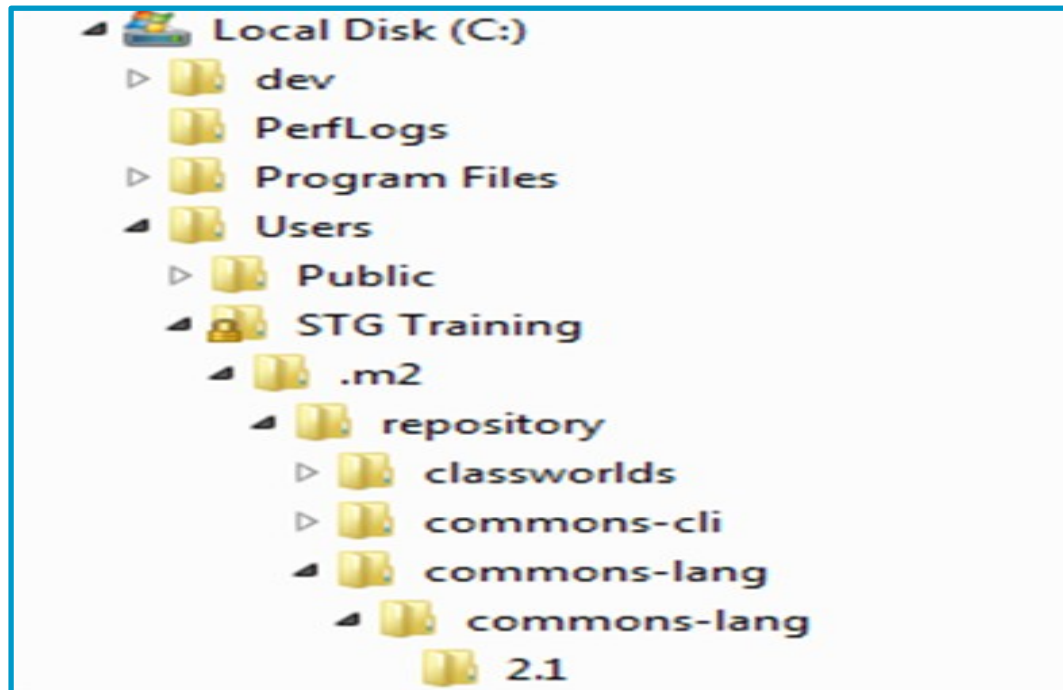 Local Disk (C:)
dev
PerfLogs
Program Files
Users
Public
STG Training
.m2
repository
classworlds
commons-cli
commons-lang
commons-lang
2.1